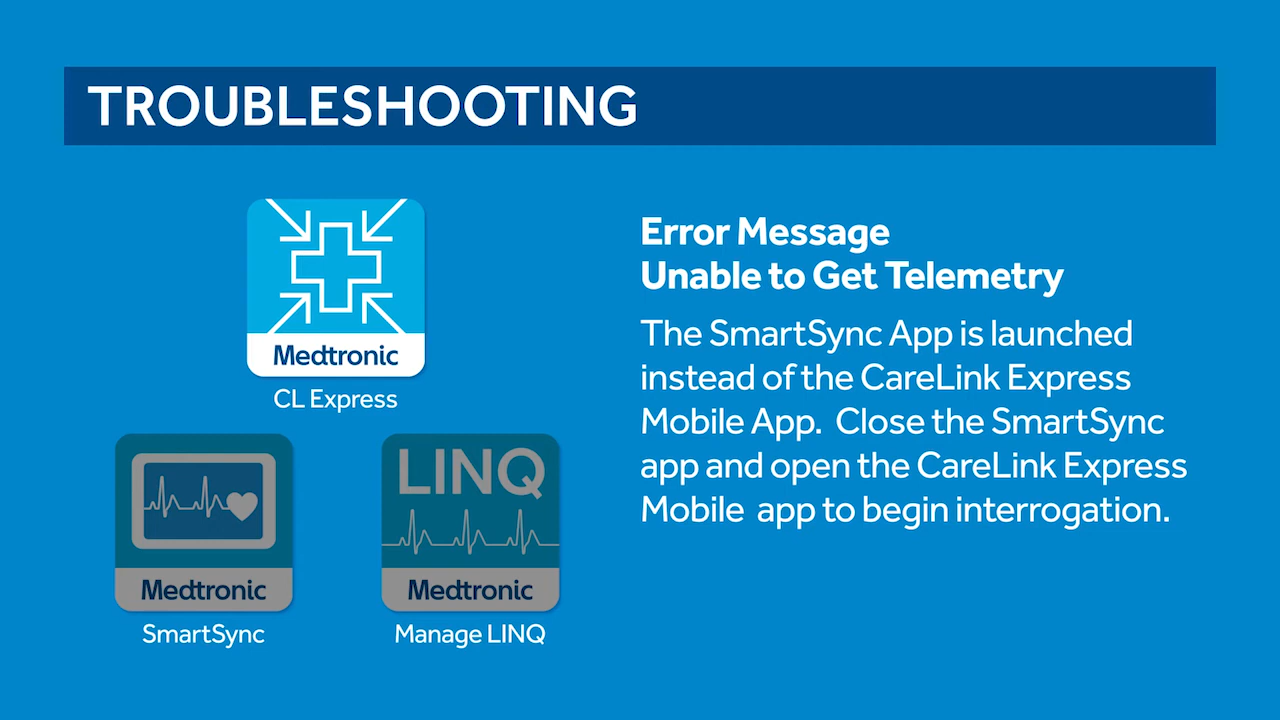 TROUBLESHOOTING
Medtronic
CL Express
LINQ
Medtronic
Medtronic
SmartSync
Manage LINQ
Error Message
Unable to Get Telemetry
The SmartSync App is launched
instead of the CareLink Express
Mobile App.  Close the SmartSync
app and open the CareLink Express
Mobile  app to begin interrogation.